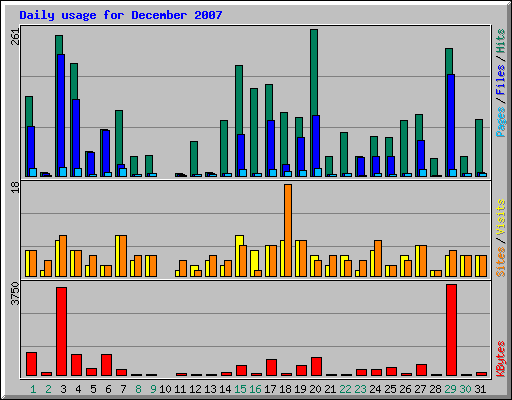 Daily usage for December 2007
261
Pages / Files / Hits
18
Sites / Visits
3750
KBytes
1 2 3 4 5 6 7 8 9 10 11 12 13 14 15 16 17 18 19 20 21 22 23 24 25 26 27 28 29 30 31